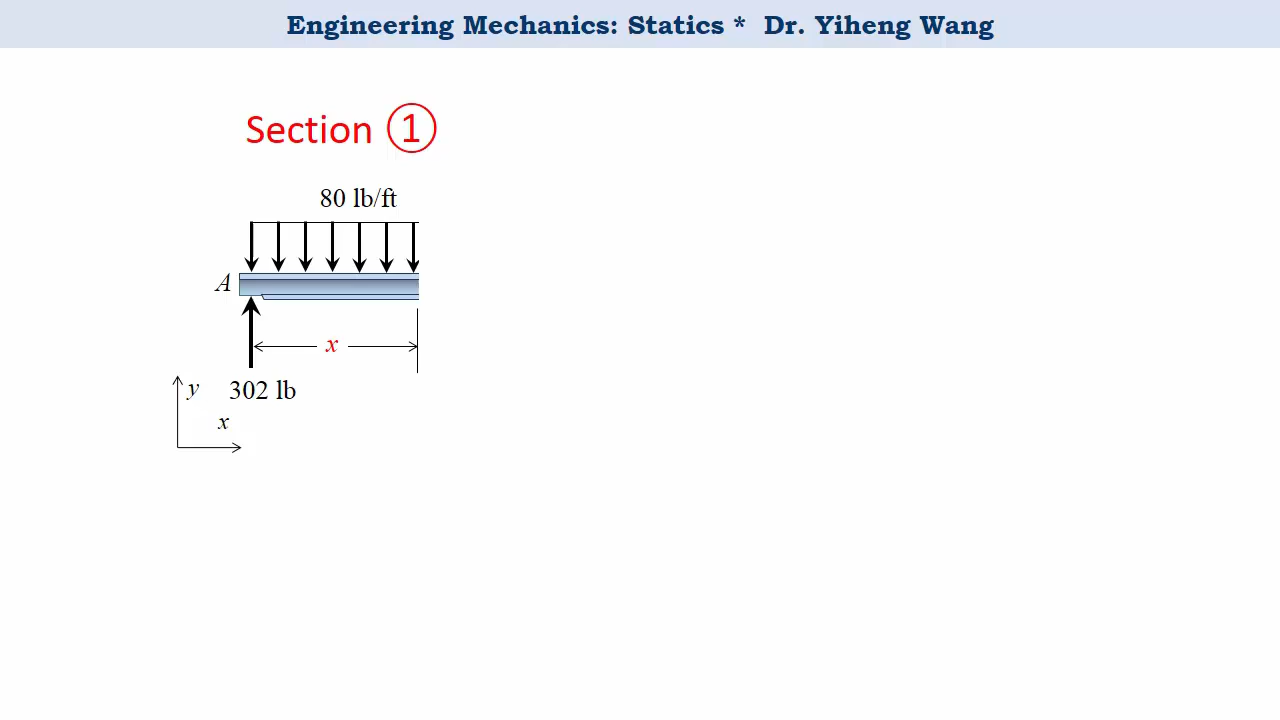 Engineering Mechanics: Statics * Dr. Yiheng Wang
Section ①
80 lb/ft
A
x
y 302 lb
x